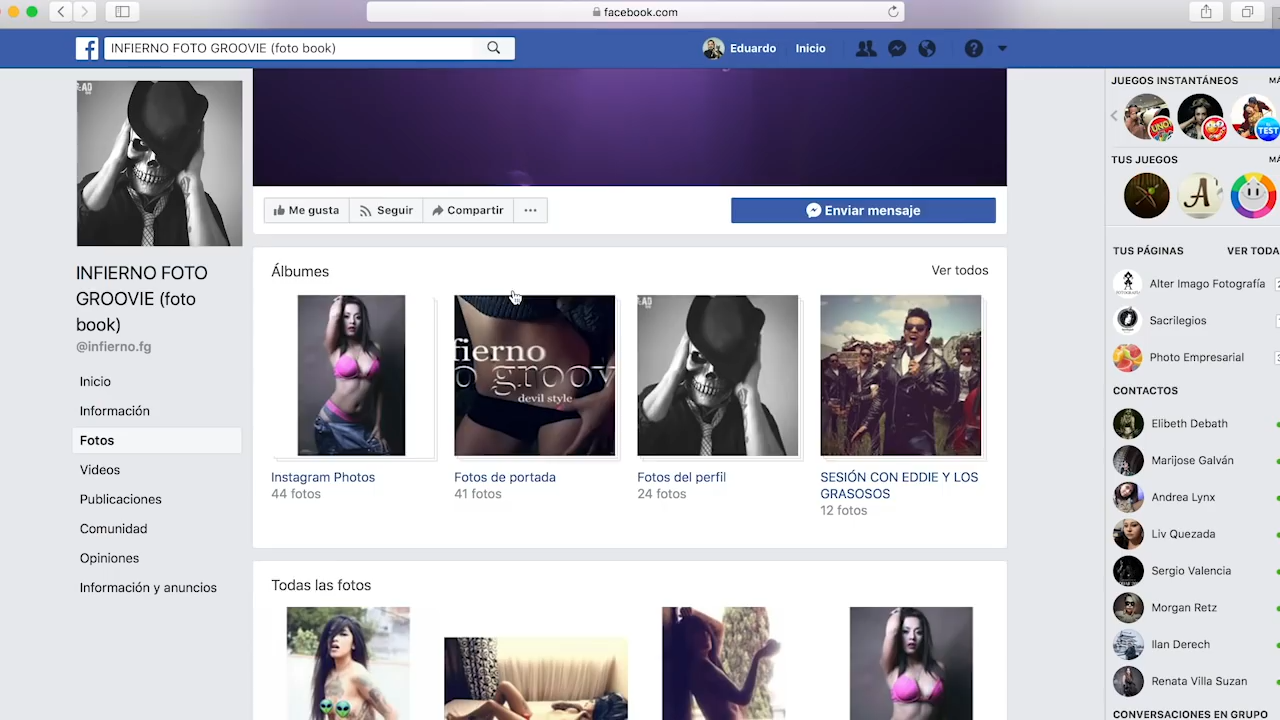 facebook.com
INFIERNO FOTO GROOVIE (foto book)
Eduardo
Inicio
INFIERNO FOTO
GROOVIE (foto
book)
@infierno.fg
Inicio
Información
Fotos
Videos
Publicaciones
Comunidad
Opiniones
Información y anuncios
Me gusta
Seguir
Compartir
Enviar mensaje
Álbumes
Ver todos
fierno
o groov
devil style
Instagram Photos
44 fotos
Fotos de portada
41 fotos
Fotos del perfil
24 fotos
SESIÓN CON EDDIE Y LOS
GRASOSOS
12 fotos
Todas las fotos
JUEGOS INSTANTÁNEOS
UNO
TEST
TUS JUEGOS
A
TUS PÁGINAS
VER TODA
Alter Imago Fotografía
Sacrilegios
Photo Empresarial
CONTACTOS
Elibeth Debath
Marijose Galván
Andrea Lynx
Liv Quezada
Sergio Valencia
Morgan Retz
Ilan Derech
Renata Villa Suzan
CONVERSACIONES EN GRUPO